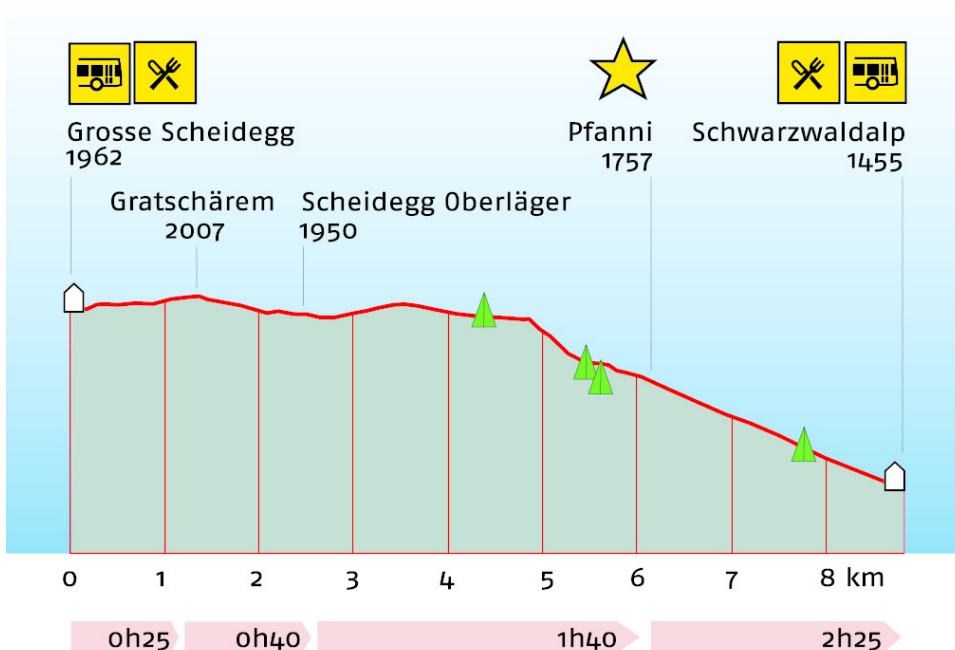 Grosse Scheidegg
1962
Pfanni
1757
Schwarzwaldalp
1455
Gratschärem
2007
Scheidegg Oberläger
1950
0 1 2 3 4 5 6 7 8 km
0h25 0h40 1h40 2h25